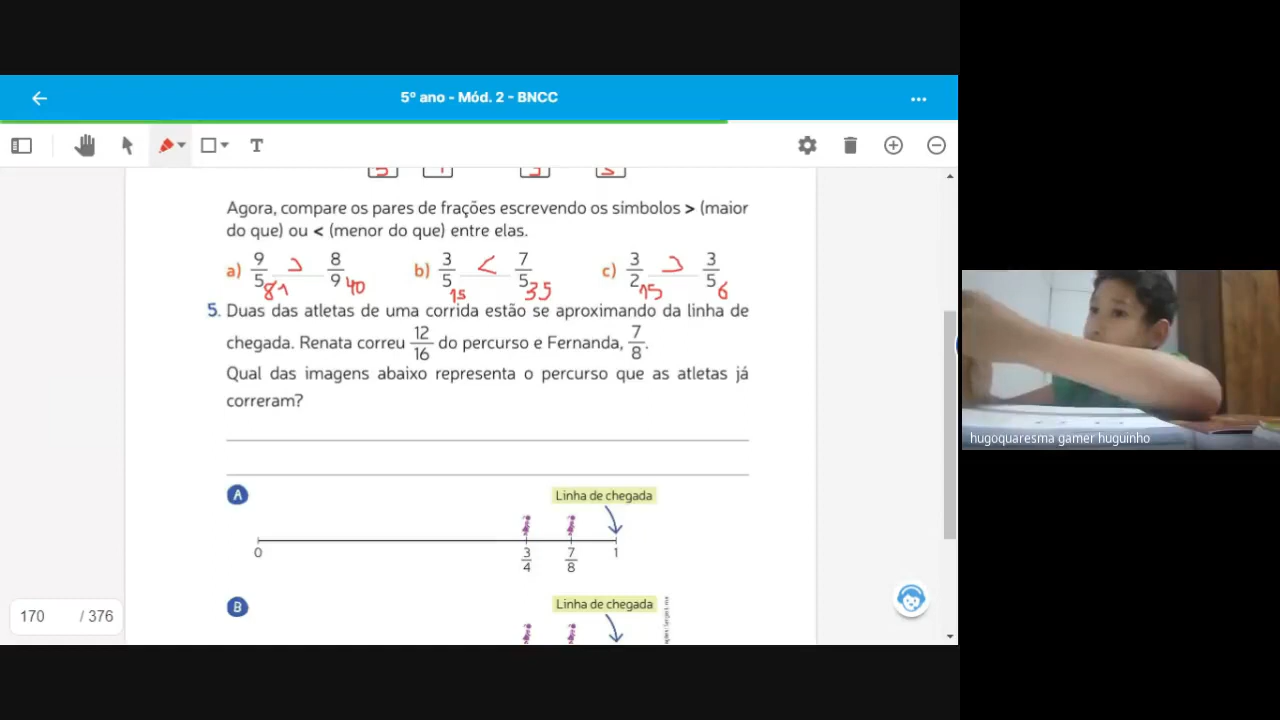 5º ano - Mód. 2 - BNCC
T
Agora, compare os pares de frações escrevendo os símbolos > (maior
do que) ou < (menor do que) entre elas.
a) 9/5 > 8/9 b) 3/5 < 7/5 c) 3/2 > 3/5
81 40 15 35 15 6
5. Duas das atletas de uma corrida estão se aproximando da linha de
chegada. Renata correu 12/16 do percurso e Fernanda, 7/8.
Qual das imagens abaixo representa o percurso que as atletas já
correram?
A Linha de chegada
0 3/4 7/8 1
B Linha de chegada
170 / 376
hugoquaresma gamer huguinho